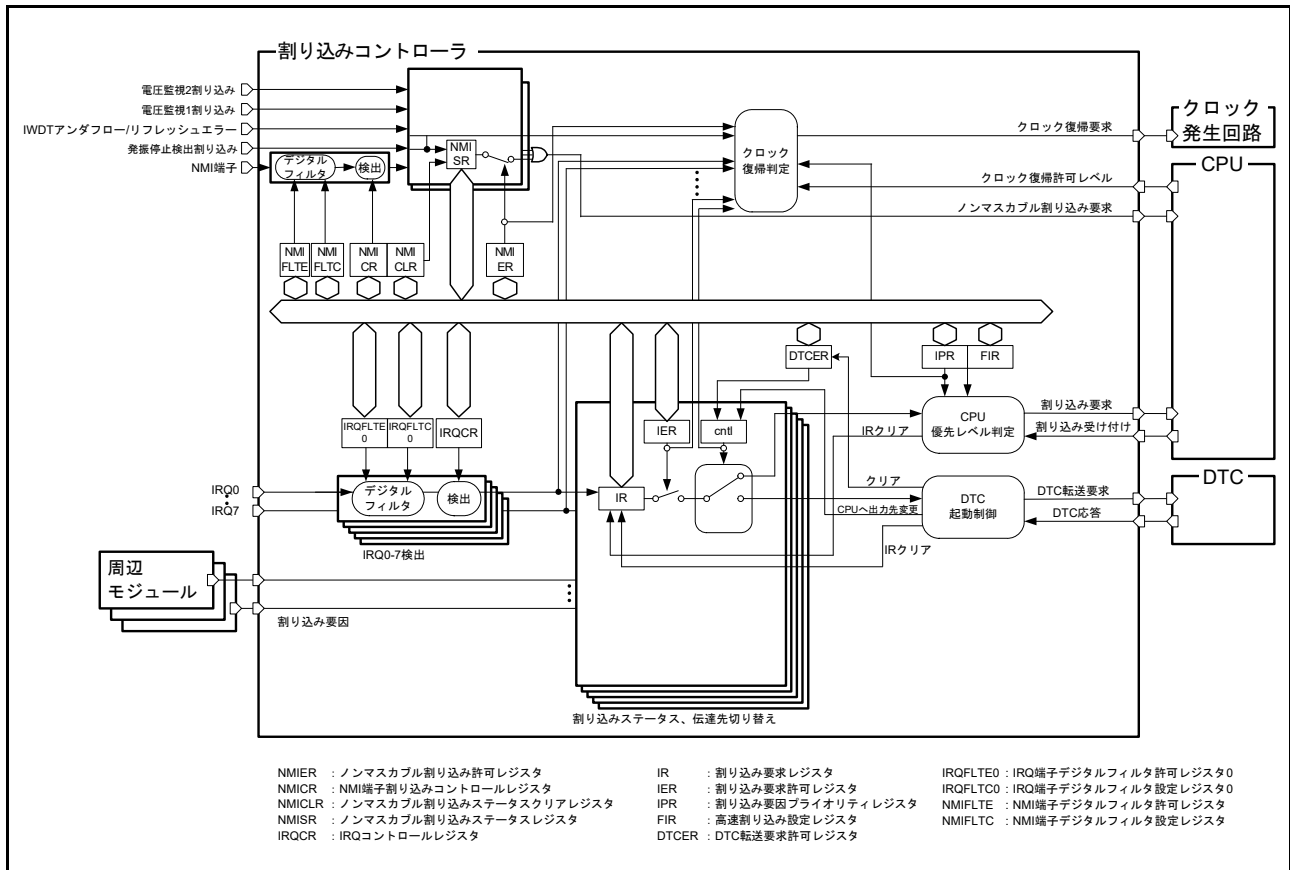 割り込みコントローラ
電圧監視2割り込み
電圧監視1割り込み
IWDTアンダフロー/リフレッシュエラー
発振停止検出割り込み
NMI端子
デジタル
フィルタ
検出
NMI
SR
クロック
復帰判定
クロック復帰要求
クロック
発生回路
クロック復帰許可レベル
ノンマスカブル割り込み要求
CPU
NMI
FLTE
NMI
FLTC
NMI
CR
NMI
CLR
NMI
ER
DTCER
IPR
FIR
IRQFLTE
0
IRQFLTC
0
IRQCR
IER
cntl
CPU
優先レベル判定
割り込み要求
割り込み受け付け
IRクリア
IRQ0
IRQ7
デジタル
フィルタ
検出
IRQ0-7検出
IR
クリア
CPUへ出力先変更
IRクリア
DTC
起動制御
DTC転送要求
DTC応答
DTC
周辺
モジュール
割り込み要因
割り込みステータス、伝達先切り替え
NMIER : ノンマスカブル割り込み許可レジスタ
NMICR : NMI端子割り込みコントロールレジスタ
NMICLR : ノンマスカブル割り込みステータスクリアレジスタ
NMISR : ノンマスカブル割り込みステータスレジスタ
IRQCR : IRQコントロールレジスタ
IR : 割り込み要求レジスタ
IER : 割り込み要求許可レジスタ
IPR : 割り込み要因プライオリティレジスタ
FIR : 高速割り込み設定レジスタ
DTCER : DTC転送要求許可レジスタ
IRQFLTE0 : IRQ端子デジタルフィルタ許可レジスタ0
IRQFLTC0 : IRQ端子デジタルフィルタ設定レジスタ0
NMIFLTE : NMI端子デジタルフィルタ許可レジスタ
NMIFLTC : NMI端子デジタルフィルタ設定レジスタ